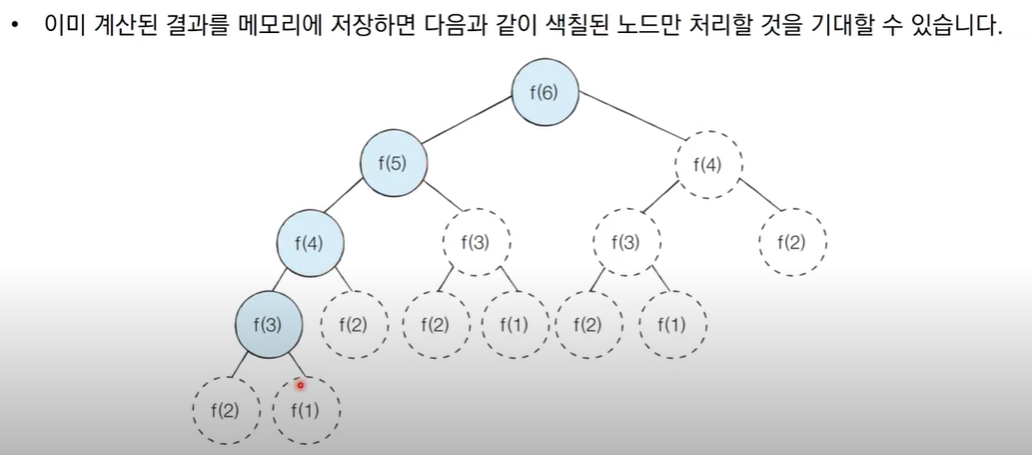 • 이미 계산된 결과를 메모리에 저장하면 다음과 같이 색칠된 노드만 처리할 것을 기대할 수 있습니다.
f(6)
f(5) f(4)
f(4) f(3) f(3) f(2)
f(3) f(2) f(2) f(1) f(2) f(1)
f(2) f(1)